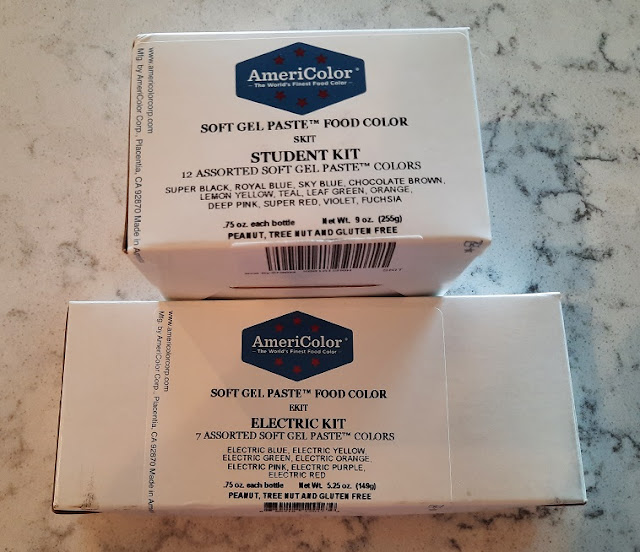 www.americolorcorp.com
Mfg. by AmeriColor Corp., Placentia, CA 92870 Made in Am
AmeriColor®
The World's Finest Food Color
SOFT GEL PASTE™ FOOD COLOR
SKIT
STUDENT KIT
12 ASSORTED SOFT GEL PASTE™ COLORS
SUPER BLACK, ROYAL BLUE, SKY BLUE, CHOCOLATE BROWN,
LEMON YELLOW, TEAL, LEAF GREEN, ORANGE,
DEEP PINK, SUPER RED, VIOLET, FUCHSIA
.75 oz. each bottle Net Wt. 9 oz. (255g)
PEANUT, TREE NUT AND GLUTEN FREE
www.americolorcorp.com
Mfg. by AmeriColor Corp., Placentia, CA 92870 Made in Am
AmeriColor®
The World's Finest Food Color
SOFT GEL PASTE™ FOOD COLOR
EKIT
ELECTRIC KIT
7 ASSORTED SOFT GEL PASTE™ COLORS
ELECTRIC BLUE, ELECTRIC YELLOW,
ELECTRIC GREEN, ELECTRIC ORANGE,
ELECTRIC PINK, ELECTRIC PURPLE,
ELECTRIC RED
.75 oz. each bottle Net Wt. 5.25 oz. (149g)
PEANUT, TREE NUT AND GLUTEN FREE